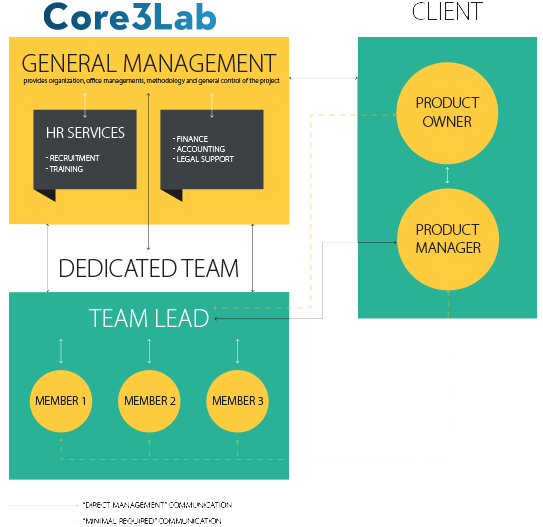 Core3Lab
CLIENT
GENERAL MANAGEMENT
provides organization, office managements, methodology and general control of the project
HR SERVICES
- RECRUITMENT
- TRAINING
- FINANCE
- ACCOUNTING
- LEGAL SUPPORT
PRODUCT
OWNER
PRODUCT
MANAGER
DEDICATED TEAM
TEAM LEAD
MEMBER 1
MEMBER 2
MEMBER 3
"DIRECT MANAGEMENT" COMMUNICATION
"MINIMAL REQUIRED" COMMUNICATION